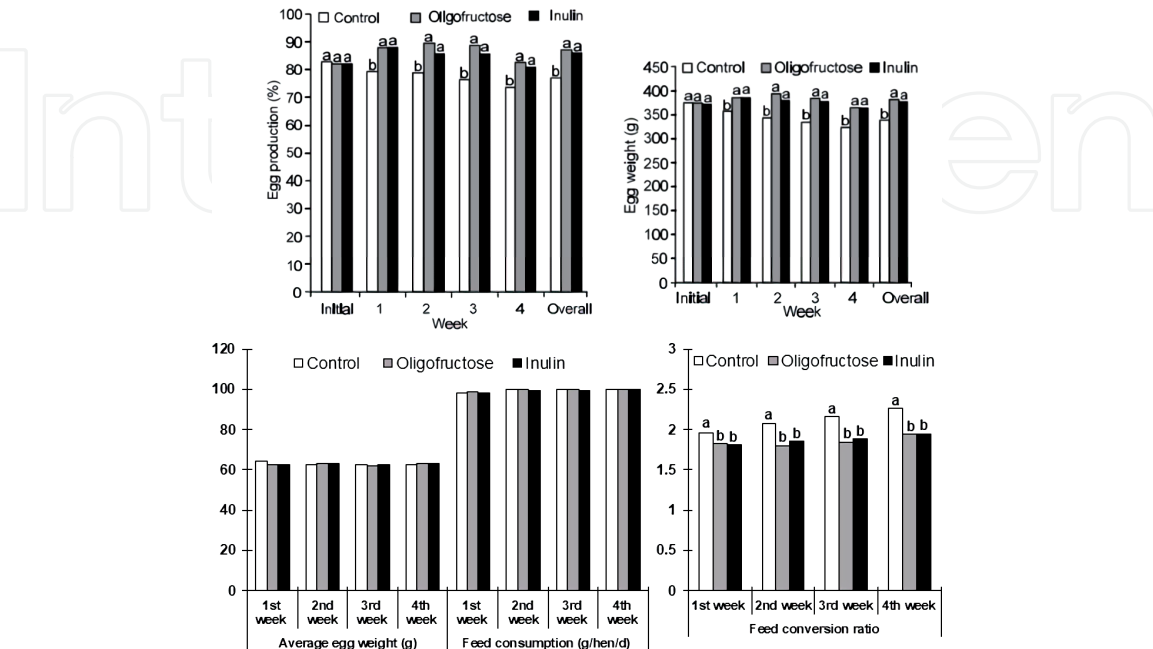 100
Control Oligofructose Inulin
90
80
70
60
50
40
30
20
10
0
Egg production (%)
a a a b a a b a a b a a b a a b a a
Initial 1 2 3 4 Overall
Week
450
Control Oligofructose Inulin
400
350
300
250
200
150
100
50
0
Egg weight (g)
a a a b a a b a a b a a b a a b a a
Initial 1 2 3 4 Overall
Week
120
Control Oligofructose Inulin
100
80
60
40
20
0
1st week 2nd week 3rd week 4th week 1st week 2nd week 3rd week 4th week
Average egg weight (g) Feed consumption (g/hen/d)
3
Control Oligofructose Inulin
2.5
2
1.5
1
0.5
0
a b b a b b a b b a b b
1st week 2nd week 3rd week 4th week
Feed conversion ratio